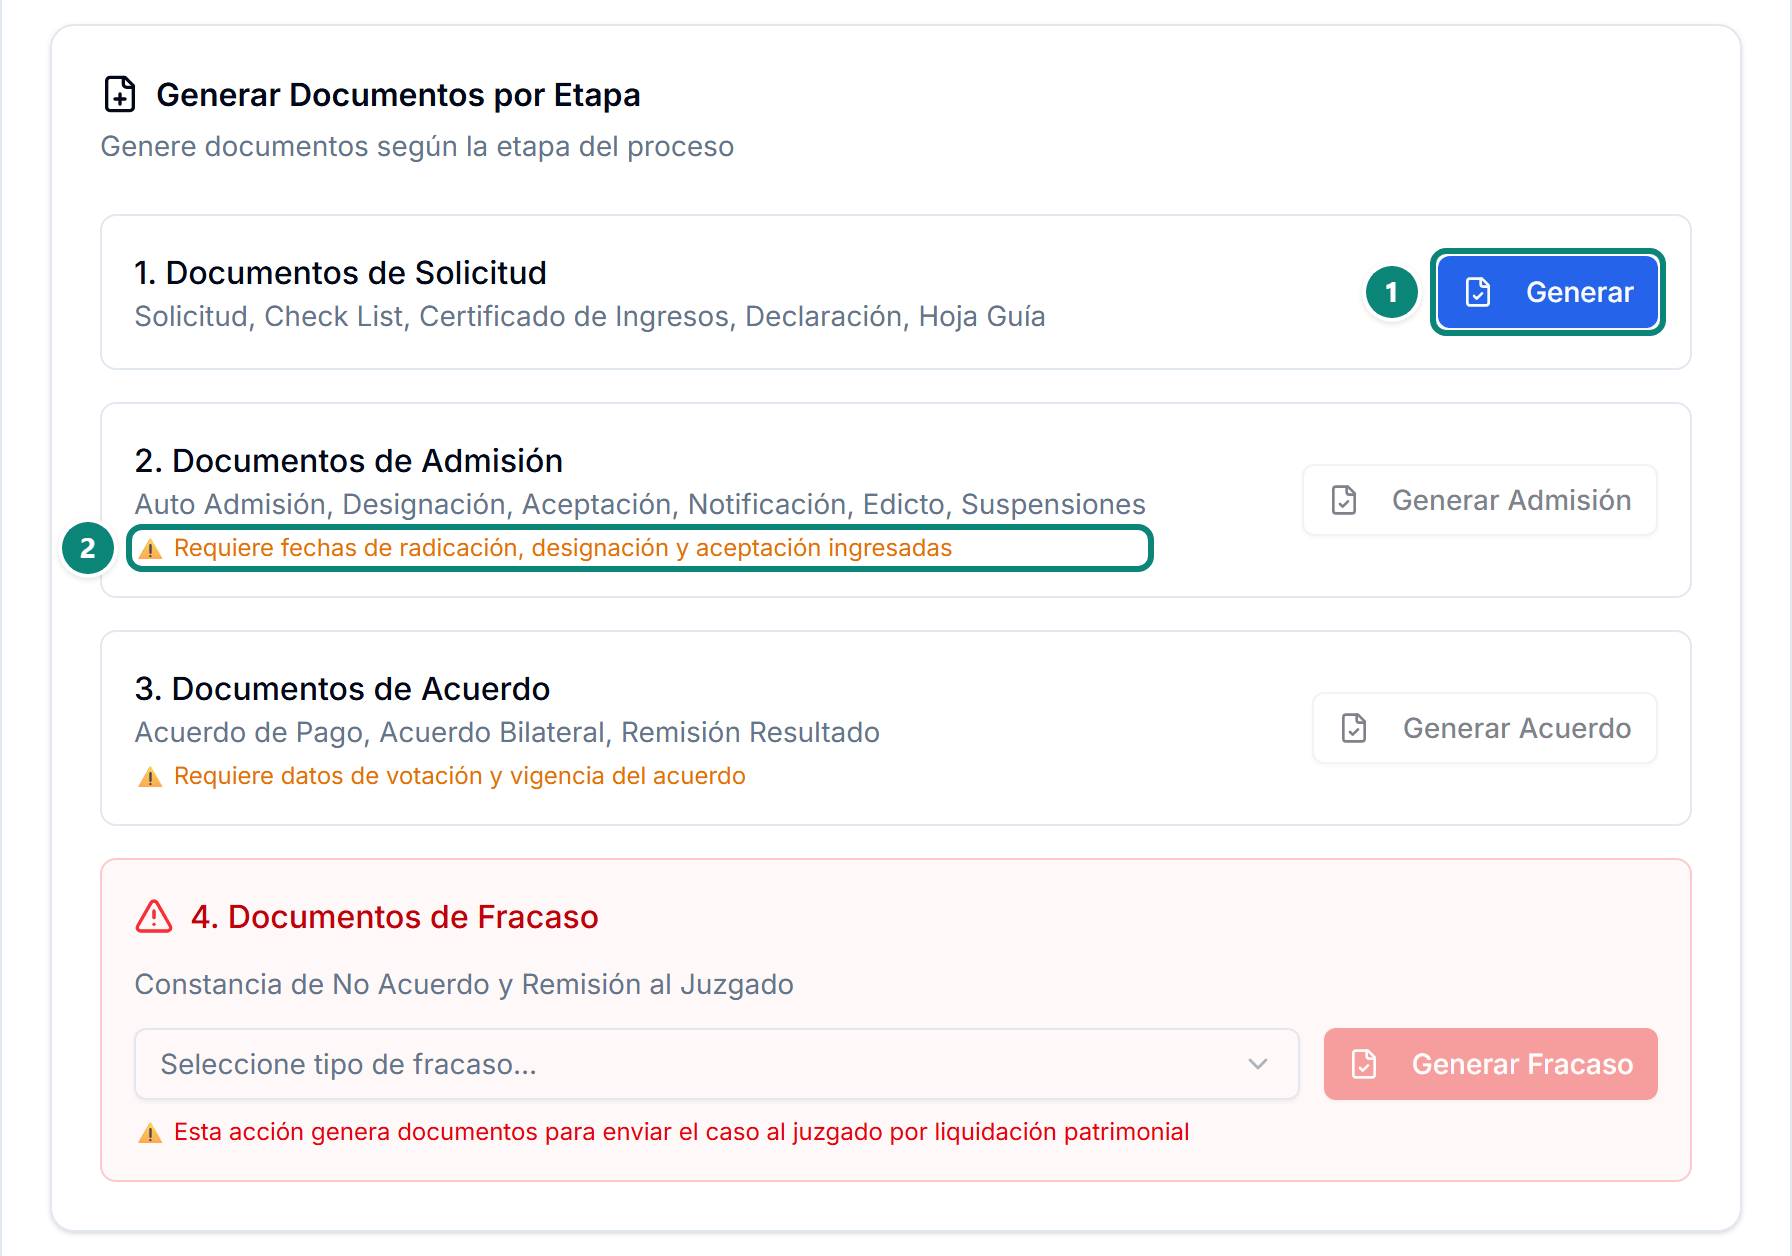 Generar Documentos por Etapa
Genere documentos según la etapa del proceso
1. Documentos de Solicitud
Solicitud, Check List, Certificado de Ingresos, Declaración, Hoja Guía
1
Generar
2. Documentos de Admisión
Auto Admisión, Designación, Aceptación, Notificación, Edicto, Suspensiones
2
Requiere fechas de radicación, designación y aceptación ingresadas
Generar Admisión
3. Documentos de Acuerdo
Acuerdo de Pago, Acuerdo Bilateral, Remisión Resultado
Requiere datos de votación y vigencia del acuerdo
Generar Acuerdo
4. Documentos de Fracaso
Constancia de No Acuerdo y Remisión al Juzgado
Seleccione tipo de fracaso...
Generar Fracaso
Esta acción genera documentos para enviar el caso al juzgado por liquidación patrimonial